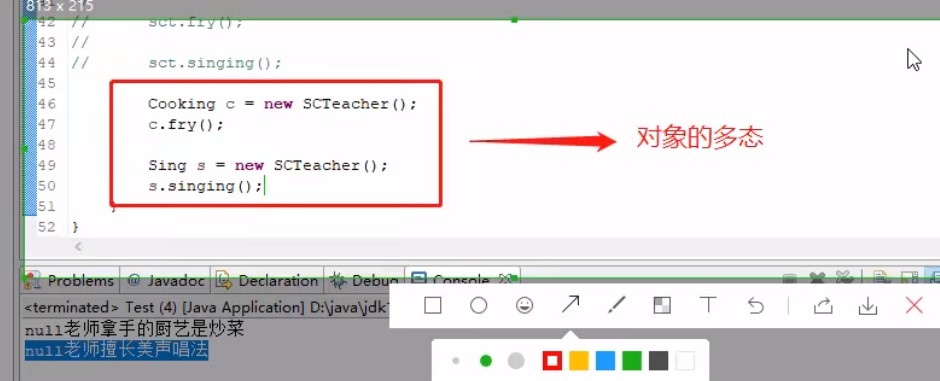 813 x 215
42 // sct.fry();
43 //
44 // sct.singing();
45
46 Cooking c = new SCTeacher();
47 c.fry();
48
49 Sing s = new SCTeacher();
50 s.singing();
51 }
52 }
对象的多态
Problems @ Javadoc Declaration Debug Console
<terminated> Test (4) [Java Application] D:\java\jdk
null老师拿手的厨艺是炒菜
null老师擅长美声唱法